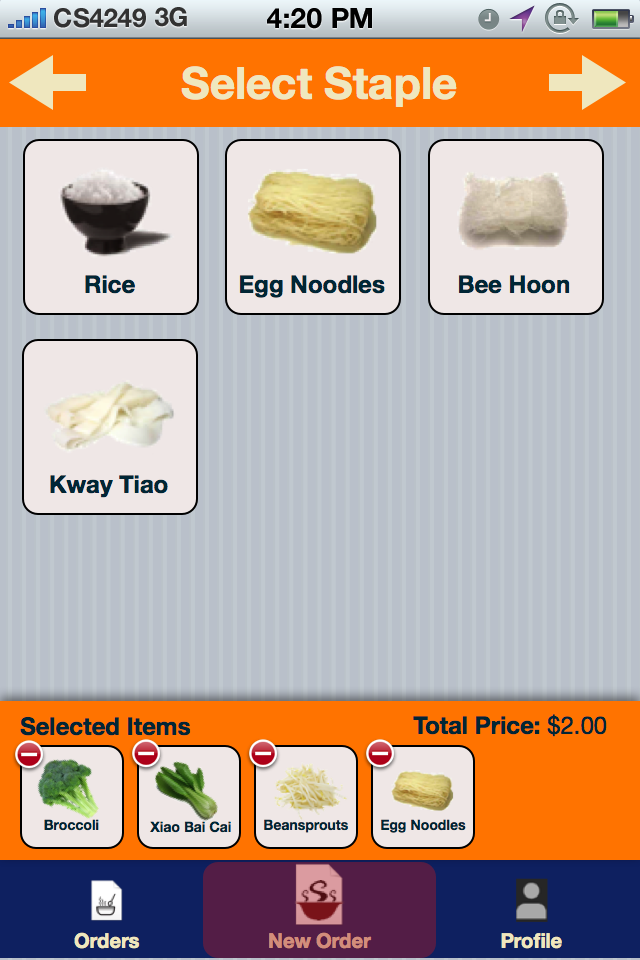 CS4249 3G 4:20 PM
Select Staple
Rice Egg Noodles Bee Hoon
Kway Tiao
Selected Items Total Price: $2.00
Broccoli Xiao Bai Cai Beansprouts Egg Noodles
Orders New Order Profile